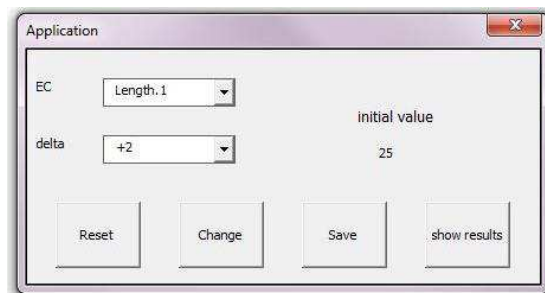 Application
EC
Length.1
initial value
delta
+2
25
Reset
Change
Save
show results